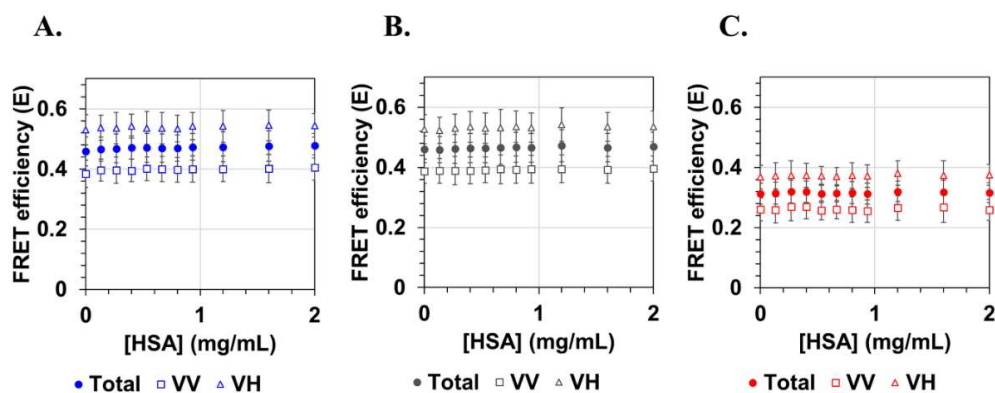 A. B. C.
FRET efficiency (E)
0.6
0.4
0.2
0
0 1 2
[HSA] (mg/mL)
● Total □ VV △ VH
FRET efficiency (E)
0.6
0.4
0.2
0
0 1 2
[HSA] (mg/mL)
● Total □ VV △ VH
FRET efficiency (E)
0.6
0.4
0.2
0
0 1 2
[HSA] (mg/mL)
● Total □ VV △ VH